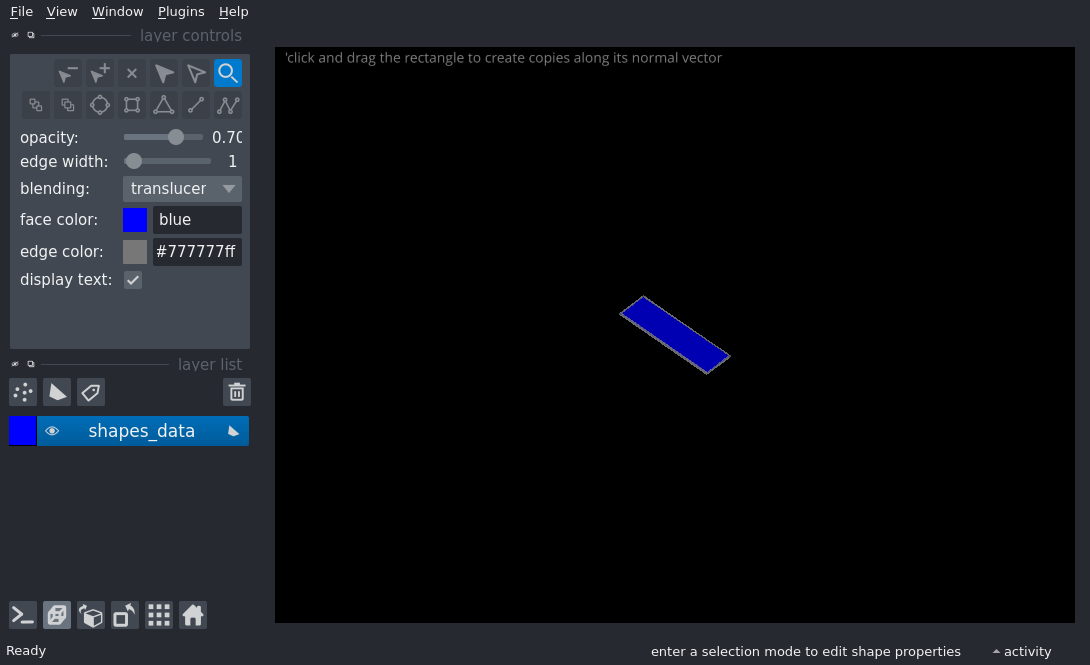 File View Window Plugins Help
layer controls
'click and drag the rectangle to create copies along its normal vector
opacity: 0.70
edge width: 1
blending: translucer
face color: blue
edge color: #777777ff
display text:
layer list
shapes_data
Ready
enter a selection mode to edit shape properties
activity